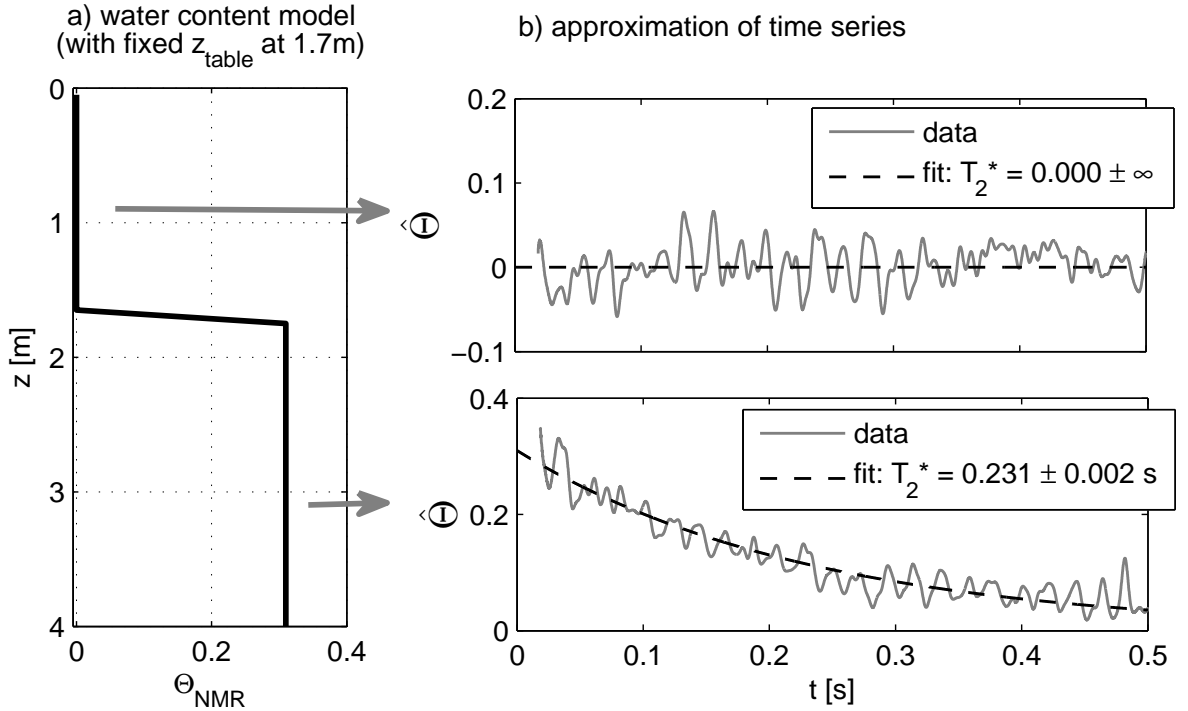 a) water content model
(with fixed z_table at 1.7m)
0
1
2
3
4
z [m]
0 0.2 0.4
Θ_NMR
b) approximation of time series
0.2
0.1
0
−0.1
Θ̂
data
fit: T_2* = 0.000 ± ∞
0.4
0.2
0
Θ̂
data
fit: T_2* = 0.231 ± 0.002 s
0 0.1 0.2 0.3 0.4 0.5
t [s]